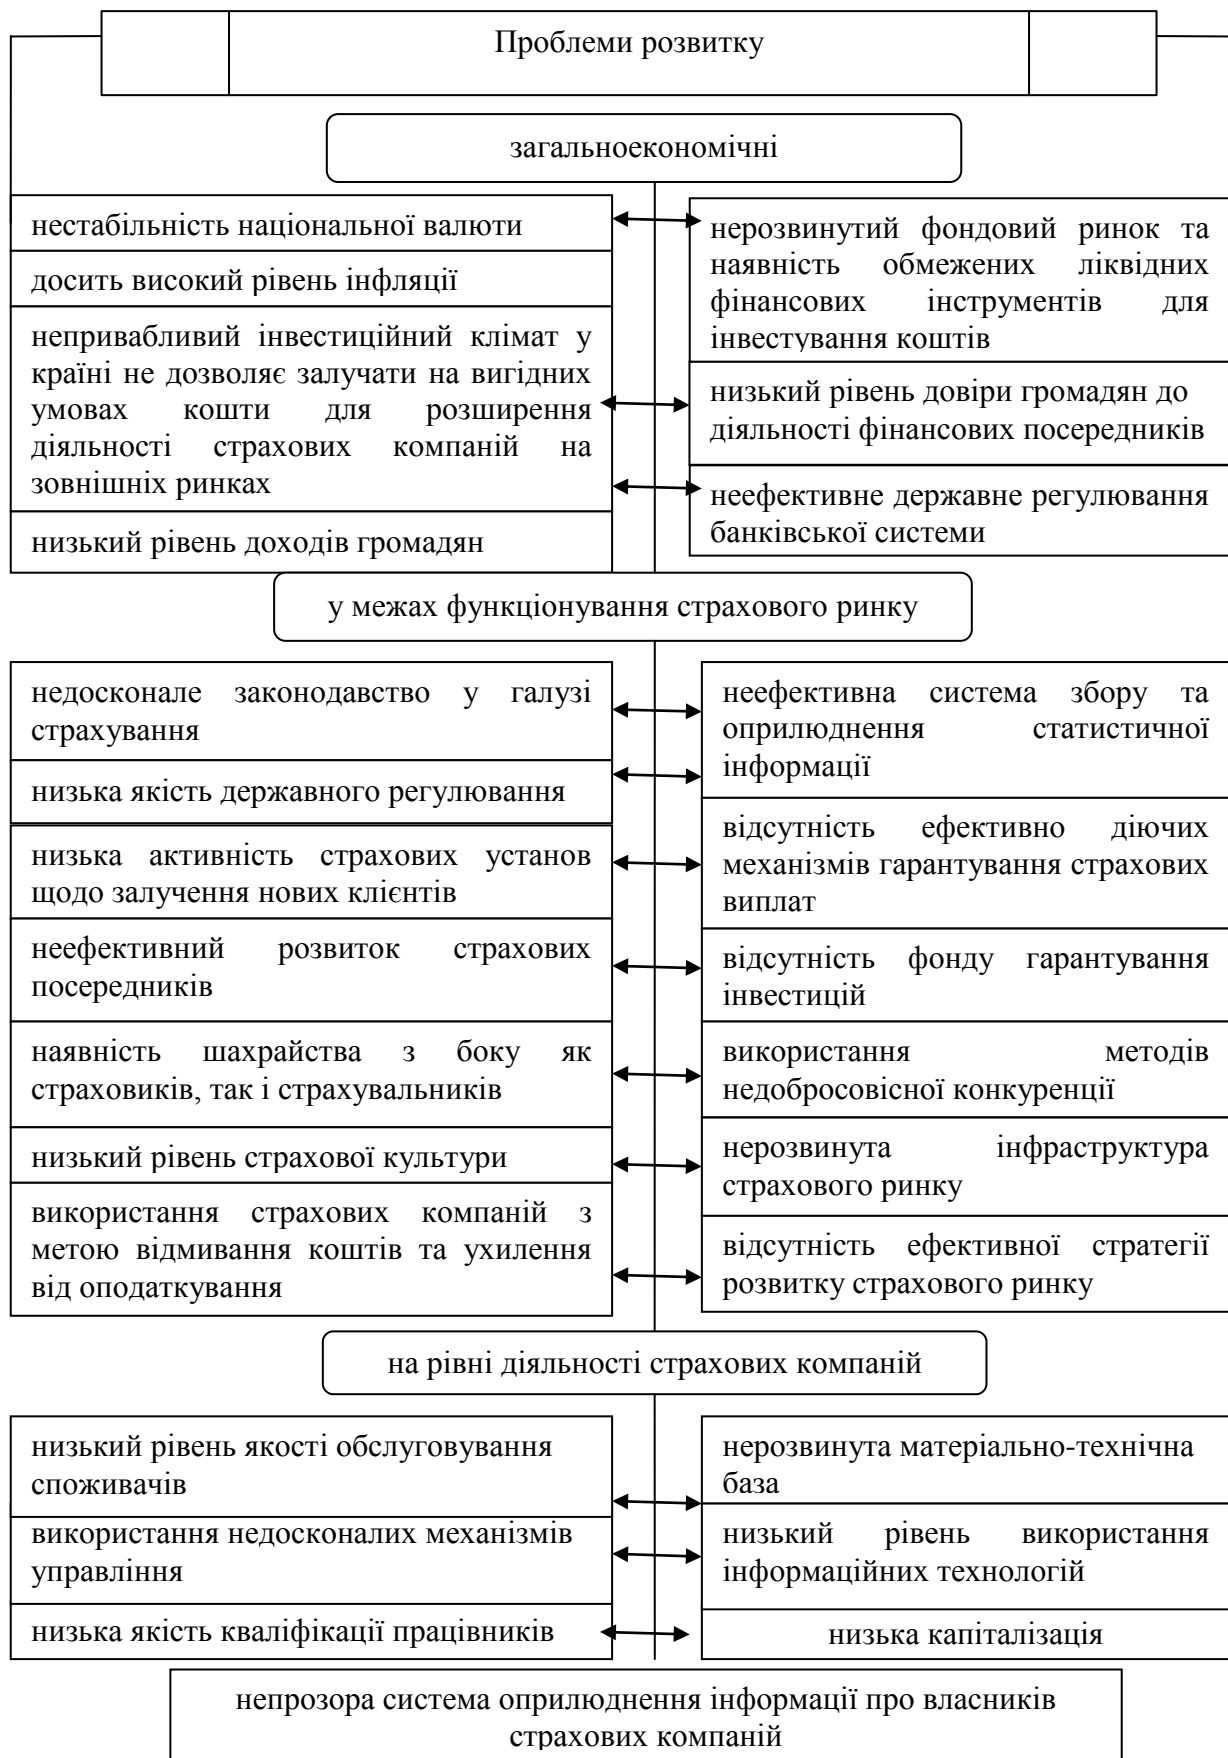 Проблеми розвитку
загальноекономічні
нестабільність національної валюти
досить високий рівень інфляції
непривабливий інвестиційний клімат у
країні не дозволяє залучати на вигідних
умовах кошти для розширення
діяльності страхових компаній на
зовнішніх ринках
низький рівень доходів громадян
нерозвинутий фондовий ринок та
наявність обмежених ліквідних
фінансових інструментів для
інвестування коштів
низький рівень довіри громадян до
діяльності фінансових посередників
неефективне державне регулювання
банківської системи
у межах функціонування страхового ринку
недосконале законодавство у галузі
страхування
низька якість державного регулювання
низька активність страхових установ
щодо залучення нових клієнтів
неефективний розвиток страхових
посередників
наявність шахрайства з боку як
страховиків, так і страхувальників
низький рівень страхової культури
використання страхових компаній з
метою відмивання коштів та ухилення
від оподаткування
неефективна система збору та
оприлюднення статистичної
інформації
відсутність ефективно діючих
механізмів гарантування страхових
виплат
відсутність фонду гарантування
інвестицій
використання методів
недобросовісної конкуренції
нерозвинута інфраструктура
страхового ринку
відсутність ефективної стратегії
розвитку страхового ринку
на рівні діяльності страхових компаній
низький рівень якості обслуговування
споживачів
використання недосконалих механізмів
управління
низька якість кваліфікації працівників
нерозвинута матеріально-технічна
база
низький рівень використання
інформаційних технологій
низька капіталізація
непрозора система оприлюднення інформації про власників
страхових компаній